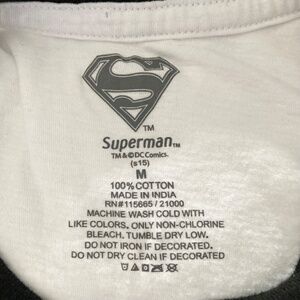 S
TM
Superman TM
TM & © DC Comics.
(s15)
M
100% COTTON
MADE IN INDIA
RN#115665 / 21000
MACHINE WASH COLD WITH
LIKE COLORS. ONLY NON-CHLORINE
BLEACH. TUMBLE DRY LOW.
DO NOT IRON IF DECORATED.
DO NOT DRY CLEAN IF DECORATED